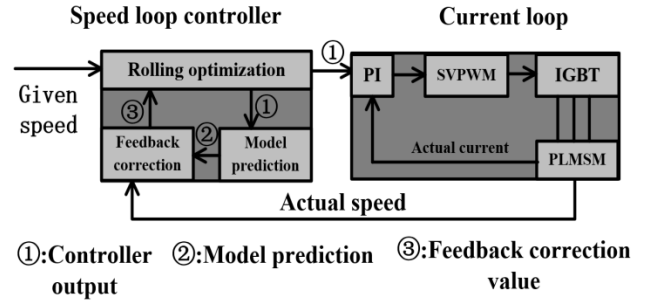 Speed loop controller
Current loop
Given
speed
Rolling optimization
①
PI
SVPWM
IGBT
③
①
②
Feedback
correction
Model
prediction
Actual current
PLMSM
Actual speed
①:Controller
output
②:Model prediction
③:Feedback correction
value